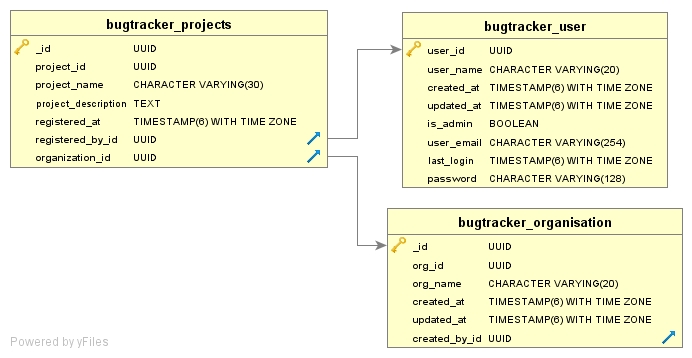 bugtracker_projects
_id UUID
project_id UUID
project_name CHARACTER VARYING(30)
project_description TEXT
registered_at TIMESTAMP(6) WITH TIME ZONE
registered_by_id UUID
organization_id UUID
bugtracker_user
user_id UUID
user_name CHARACTER VARYING(20)
created_at TIMESTAMP(6) WITH TIME ZONE
updated_at TIMESTAMP(6) WITH TIME ZONE
is_admin BOOLEAN
user_email CHARACTER VARYING(254)
last_login TIMESTAMP(6) WITH TIME ZONE
password CHARACTER VARYING(128)
bugtracker_organisation
_id UUID
org_id UUID
org_name CHARACTER VARYING(20)
created_at TIMESTAMP(6) WITH TIME ZONE
updated_at TIMESTAMP(6) WITH TIME ZONE
created_by_id UUID
Powered by yFiles